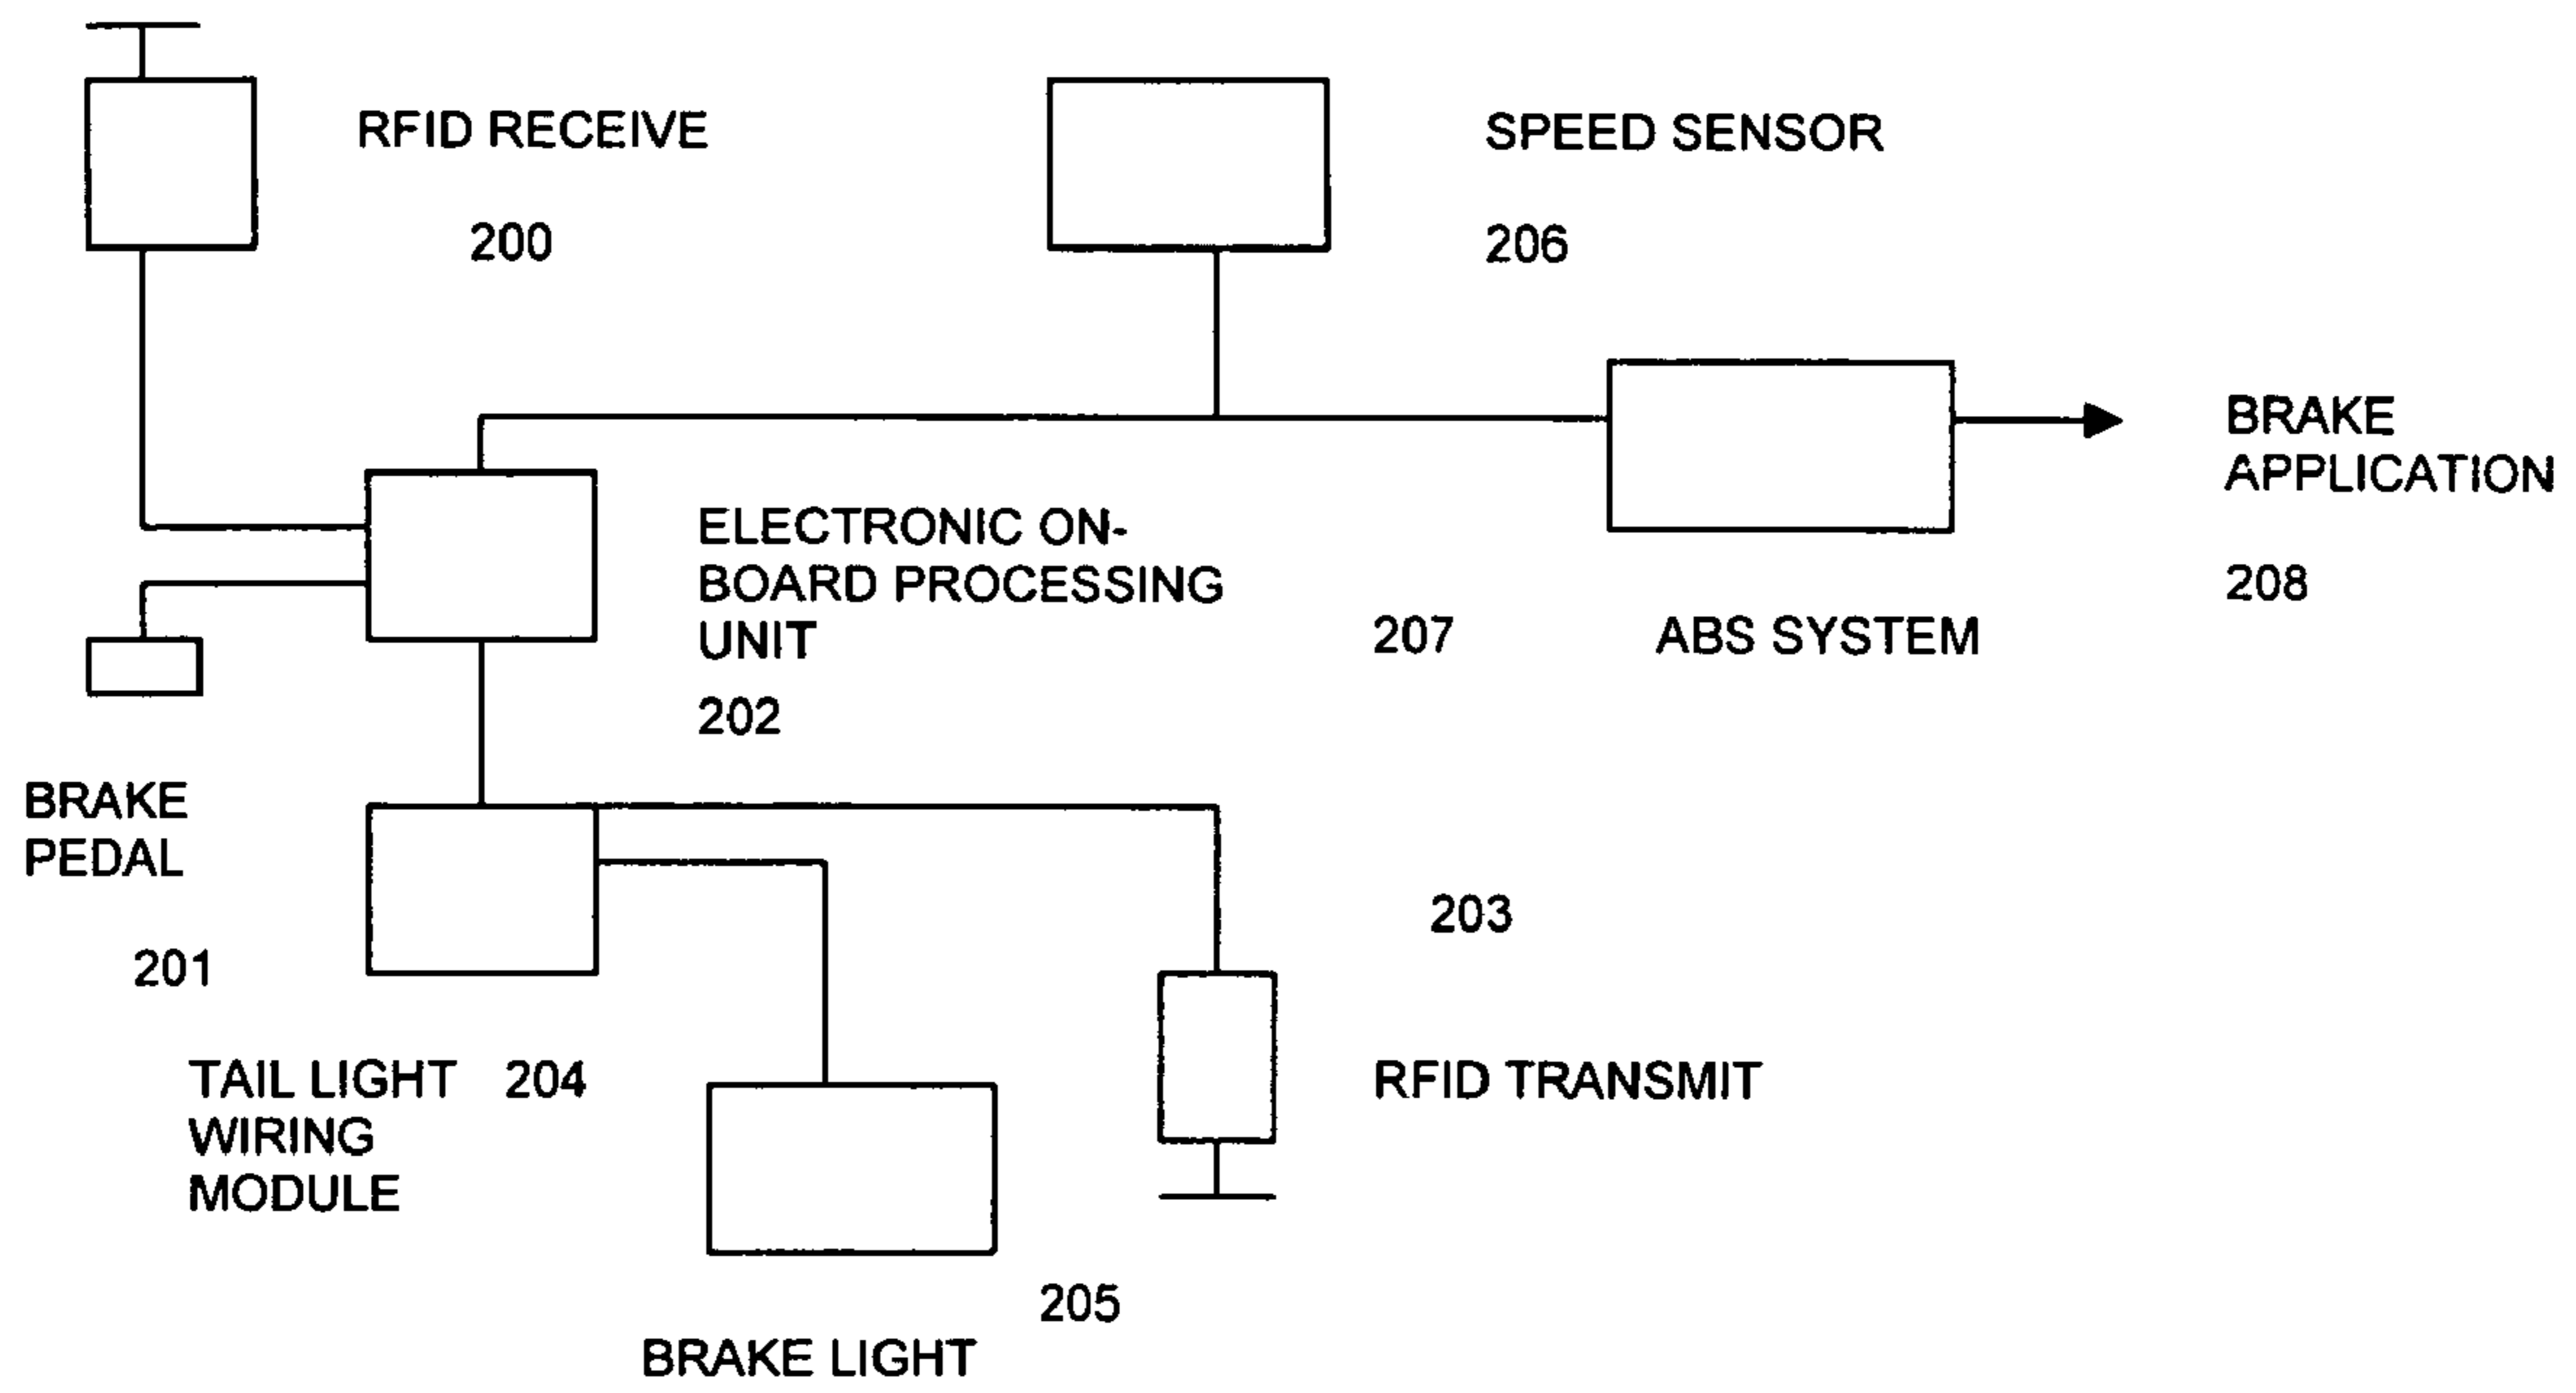 RFID RECEIVE
200
SPEED SENSOR
206
BRAKE
APPLICATION
208
ELECTRONIC ON-
BOARD PROCESSING
UNIT
202
207 ABS SYSTEM
BRAKE
PEDAL
201
203
RFID TRANSMIT
TAIL LIGHT 204
WIRING
MODULE
205
BRAKE LIGHT